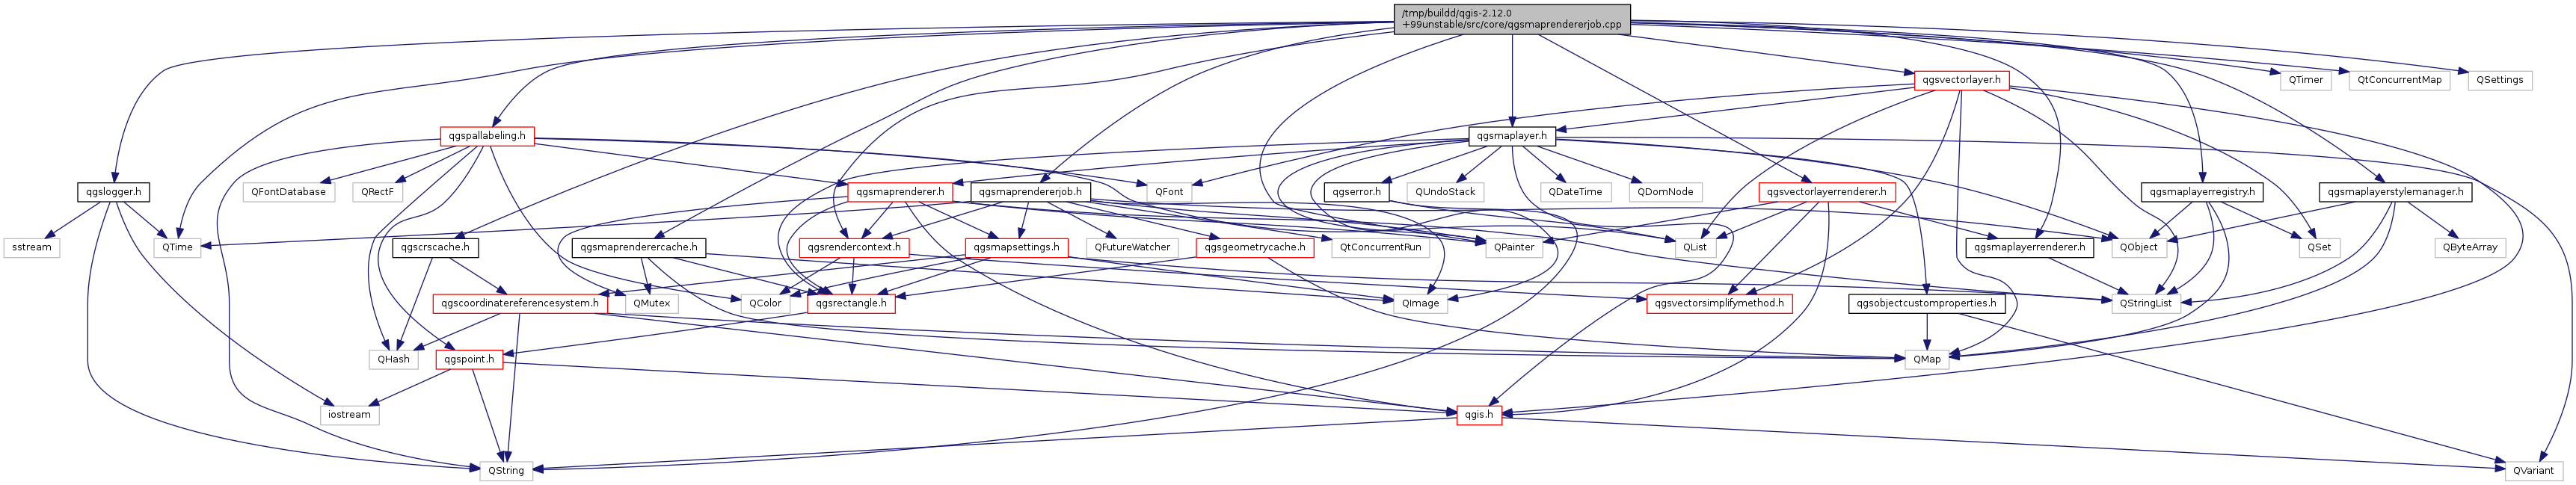 /tmp/buildd/qgis-2.12.0
+99unstable/src/core/qgsmaprendererjob.cpp
qgsvectorlayer.h
QTimer
QtConcurrentMap
QSettings
qgspallabeling.h
qgsmaplayer.h
qgslogger.h
QFontDatabase
QRectF
qgsmaprenderer.h
qgsmaprendererjob.h
QFont
qgserror.h
QUndoStack
QDateTime
QDomNode
qgsvectorlayerrenderer.h
qgsmaplayerregistry.h
qgsmaplayerstylemanager.h
sstream
QTime
qgscrscache.h
qgsmaprenderercache.h
qgsrendercontext.h
qgsmapsettings.h
QFutureWatcher
qgsgeometrycache.h
QtConcurrentRun
QPainter
QList
qgsmaplayerrenderer.h
QObject
QSet
QByteArray
qgscoordinatereferencesystem.h
QMutex
QColor
qgsrectangle.h
QImage
qgsvectorsimplifymethod.h
qgsobjectcustomproperties.h
QStringList
QHash
qgspoint.h
QMap
iostream
qgis.h
QString
QVariant